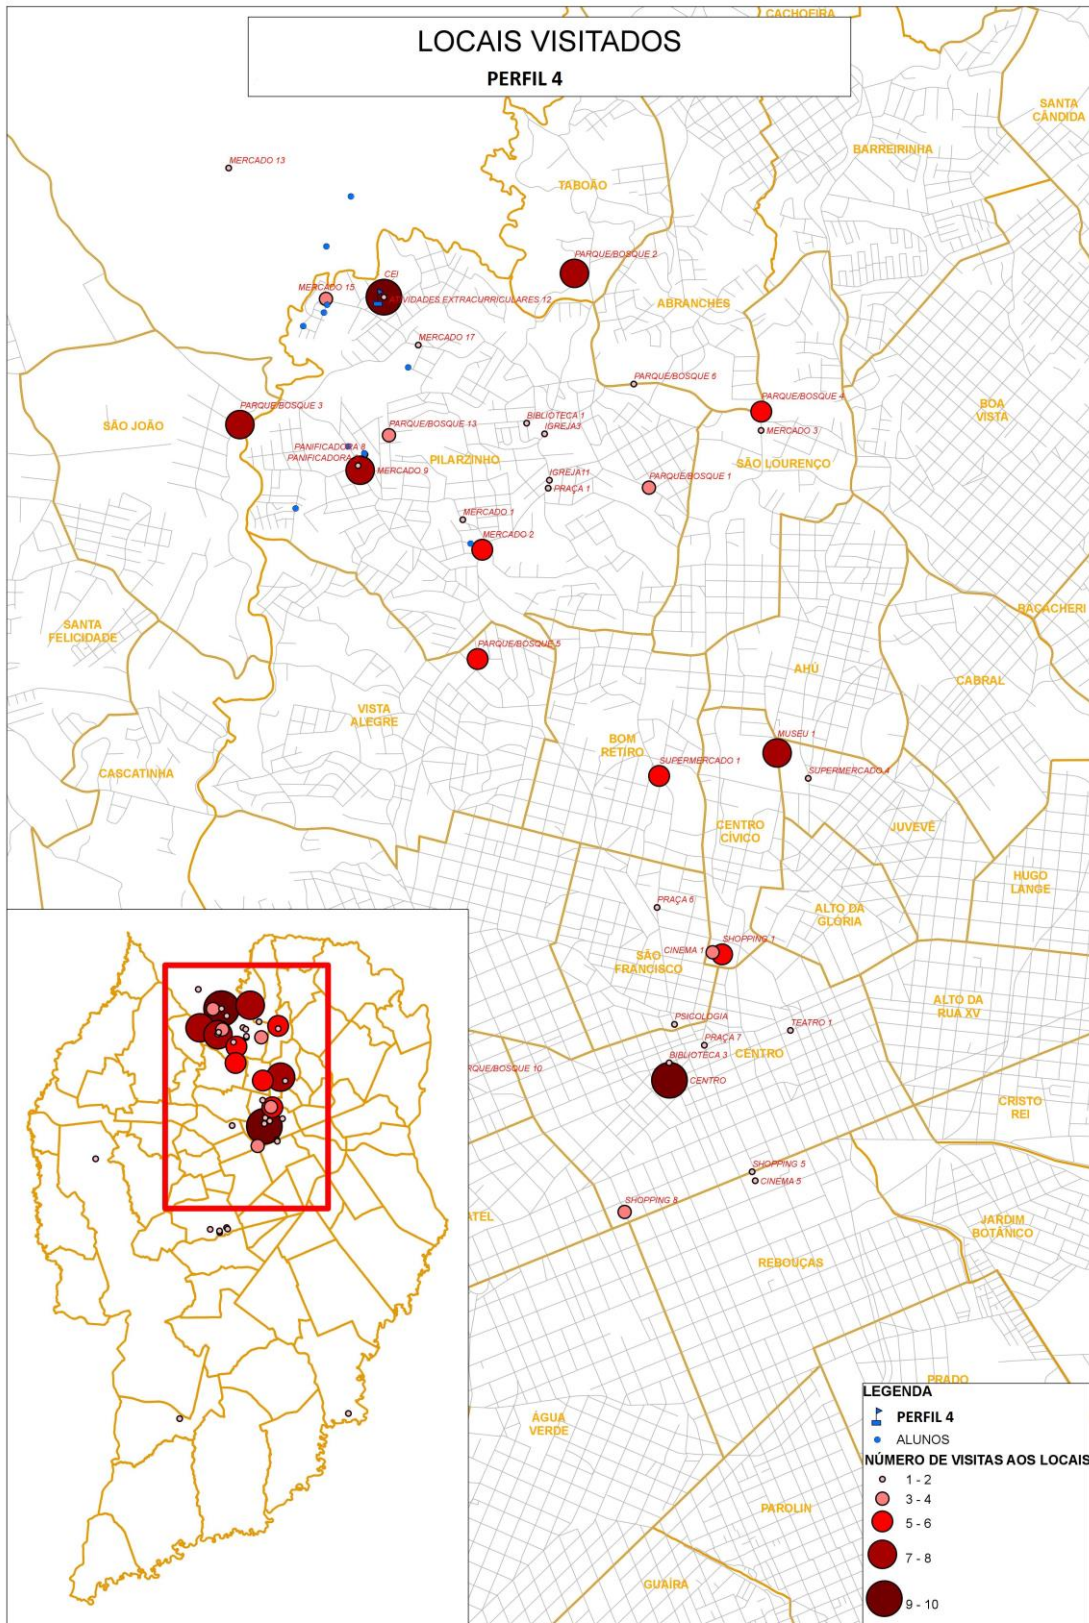 CACHOEIRA
LOCAIS VISITADOS
PERFIL 4
SANTA
CÂNDIDA
BARREIRINHA
MERCADO 13
TABOÃO
PARQUE/BOSQUE 2
CEI
MERCADO 15
ATIVIDADES EXTRACURRICULARES 12
ABRANCHES
MERCADO 17
PARQUE/BOSQUE 6
PARQUE/BOSQUE 4
BOA
VISTA
PARQUE/BOSQUE 3
SÃO JOÃO
PARQUE/BOSQUE 13
BIBLIOTECA 1
IGREJA3
MERCADO 3
PANIFICADORA 8
PANIFICADORA
PILARZINHO
MERCADO 9
SÃO LOURENÇO
IGREJA11
PRAÇA 1
PARQUE/BOSQUE 1
MERCADO 1
MERCADO 2
BACACHERI
SANTA
FELICIDADE
PARQUE/BOSQUE 5
AHÚ
CABRAL
VISTA
ALEGRE
BOM
RETIRO
MUSEU 1
SUPERMERCADO 1
SUPERMERCADO 4
CASCATINHA
CENTRO
CÍVICO
JUVEVÊ
HUGO
LANGE
PRAÇA 6
ALTO DA
GLÓRIA
CINEMA 1
SHOPPING 1
SÃO
FRANCISCO
ALTO DA
RUA XV
PSICOLOGIA
TEATRO 1
PRAÇA 7
CENTRO
BIBLIOTECA 3
RQUE/BOSQUE 10
CENTRO
CRISTO
REI
SHOPPING 5
CINEMA 5
SHOPPING 8
ATEL
JARDIM
BOTÂNICO
REBOUÇAS
PRADO
LEGENDA
PERFIL 4
ALUNOS
NÚMERO DE VISITAS AOS LOCAIS
1 - 2
3 - 4
5 - 6
7 - 8
9 - 10
ÁGUA
VERDE
PAROLIN
GUAÍRA